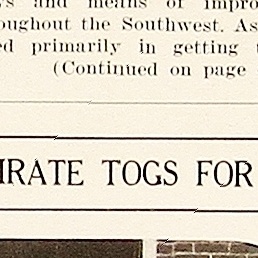 and means of impro
oughout the Southwest. As
ed primarily in getting
(Continued on page
IRATE TOGS FOR